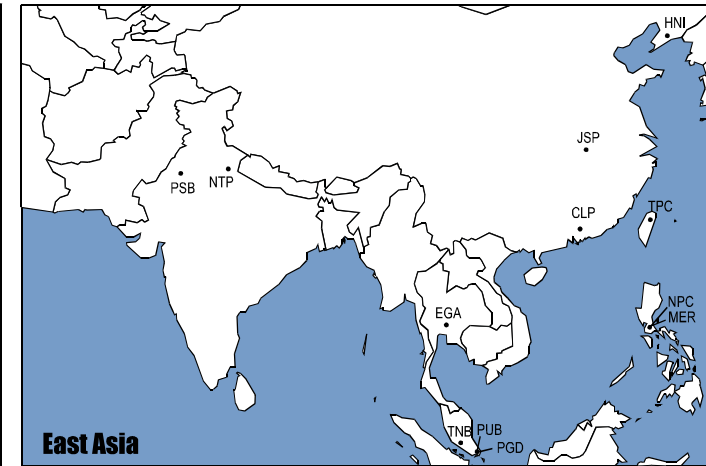 HNI
JSP
PSB
NTP
CLP
TPC
NPC
MER
EGA
TNB
PUB
PGD
East Asia